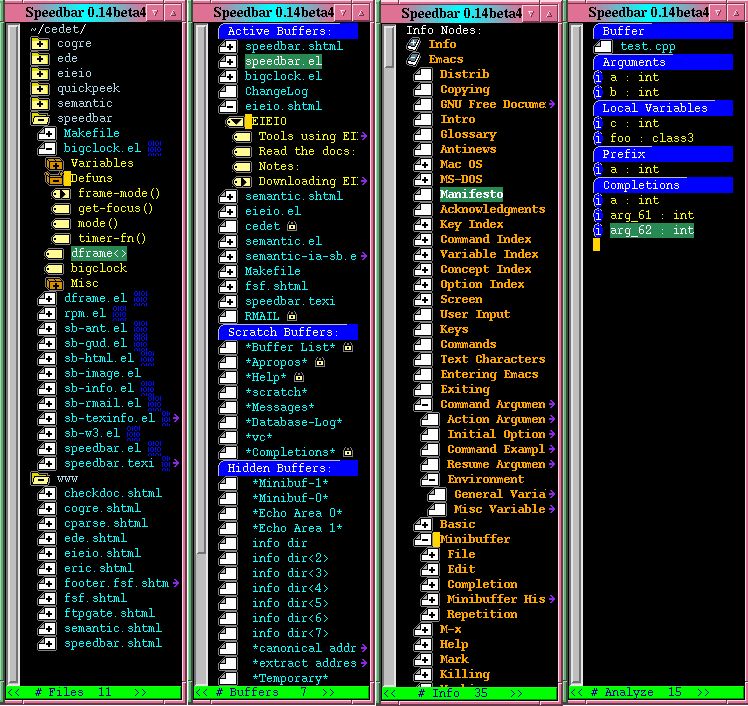 Speedbar 0.14beta4
~/cedet/
cogre
ede
eieio
quickpeek
semantic
speedbar
Makefile
bigclock.el
Variables
Defuns
frame-mode()
get-focus()
mode()
timer-fn()
dframe<>
bigclock
Misc
dframe.el
rpm.el
sb-ant.el
sb-gud.el
sb-html.el
sb-image.el
sb-info.el
sb-rmail.el
sb-texinfo.el
sb-w3.el
speedbar.el
speedbar.texi
www
checkdoc.shtml
cogre.shtml
cparse.shtml
ede.shtml
eieio.shtml
eric.shtml
footer.fsf.shtm
fsf.shtml
ftpgate.shtml
semantic.shtml
speedbar.shtml
<< # Files 11 >>
Speedbar 0.14beta4
Active Buffers:
speedbar.shtml
speedbar.el
bigclock.el
ChangeLog
eieio.shtml
EIEIO
Tools using EI
Read the docs:
Notes:
Downloading EI
semantic.shtml
eieio.el
cedet
semantic.el
semantic-ia-sb.e
Makefile
fsf.shtml
speedbar.texi
RMAIL
Scratch Buffers:
*Buffer List*
*Apropos*
*Help*
*scratch*
*Messages*
*Database-Log*
*vc*
*Completions*
Hidden Buffers:
*Minibuf-1*
*Minibuf-0*
*Echo Area 0*
*Echo Area 1*
info dir
info dir<2>
info dir<3>
info dir<4>
info dir<5>
info dir<6>
info dir<7>
*canonical addr
*extract addres
*Temporary*
<< # Buffers 7 >>
Speedbar 0.14beta4
Info Nodes:
Info
Emacs
Distrib
Copying
GNU Free Docume
Intro
Glossary
Antinews
Mac OS
MS-DOS
Manifesto
Acknowledgments
Key Index
Command Index
Variable Index
Concept Index
Option Index
Screen
User Input
Keys
Commands
Text Characters
Entering Emacs
Exiting
Command Argumen
Action Argumen
Initial Option
Command Exampl
Resume Argumen
Environment
General Varia
Misc Variable
Basic
Minibuffer
File
Edit
Completion
Minibuffer His
Repetition
M-x
Help
Mark
Killing
<< # Info 35 >>
Speedbar 0.14beta4
Buffer
test.cpp
Arguments
a : int
b : int
Local Variables
c : int
foo : class3
Prefix
a : int
Completions
a : int
arg_61 : int
arg_62 : int
<< # Analyze 15 >>